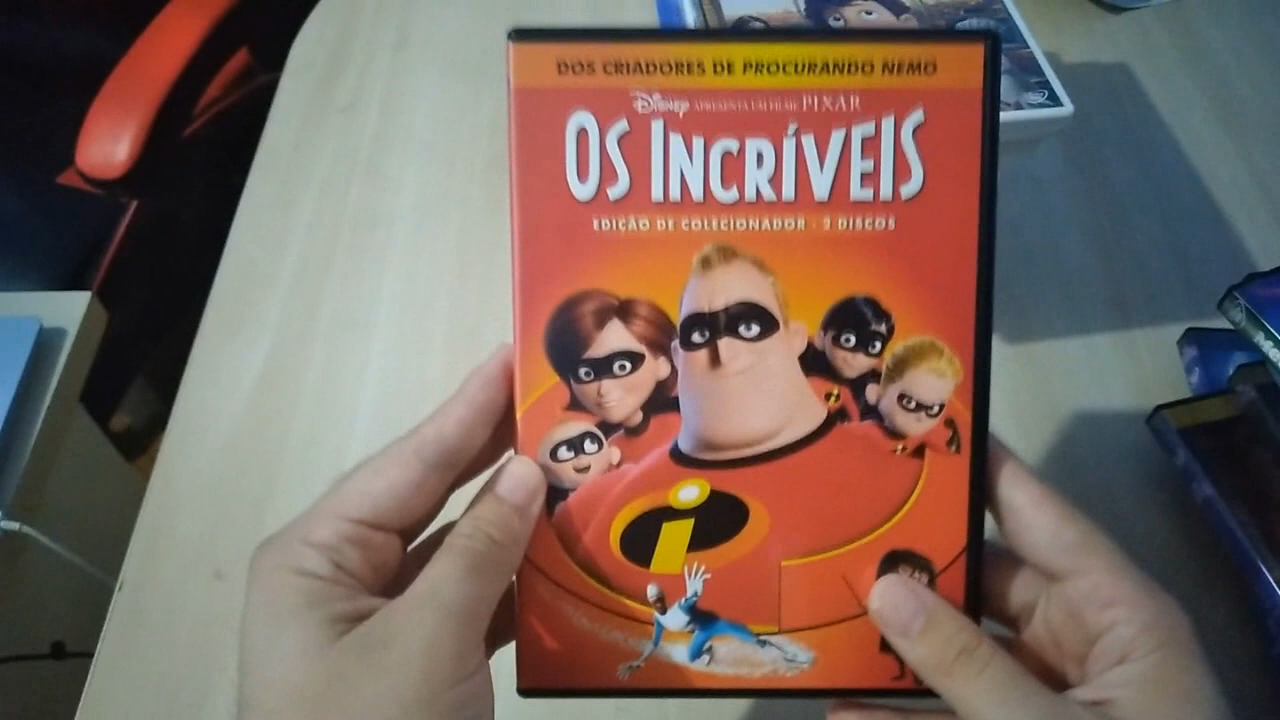 DOS CRIADORES DE PROCURANDO NEMO
DISNEY APRESENTA UM FILME PIXAR
OS INCRÍVEIS
EDIÇÃO DE COLECIONADOR - 2 DISCOS
i